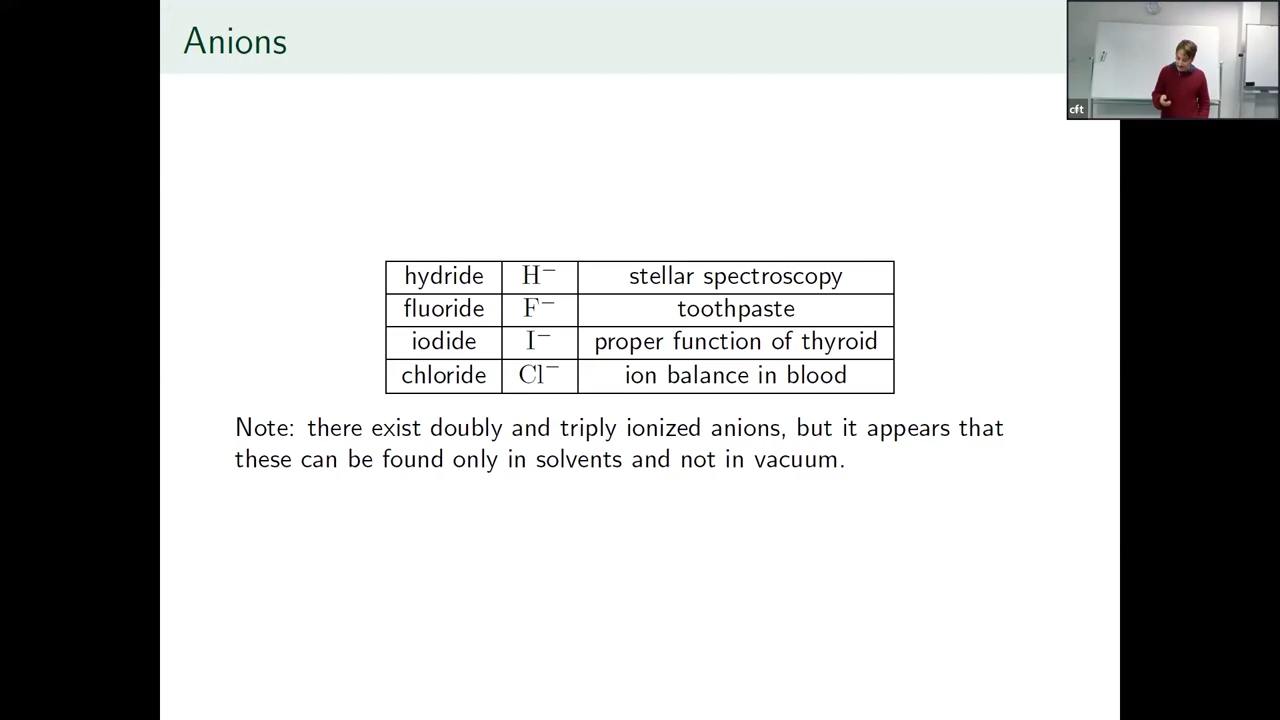 Anions
cft
hydride H⁻ stellar spectroscopy
fluoride F⁻ toothpaste
iodide I⁻ proper function of thyroid
chloride Cl⁻ ion balance in blood
Note: there exist doubly and triply ionized anions, but it appears that
these can be found only in solvents and not in vacuum.